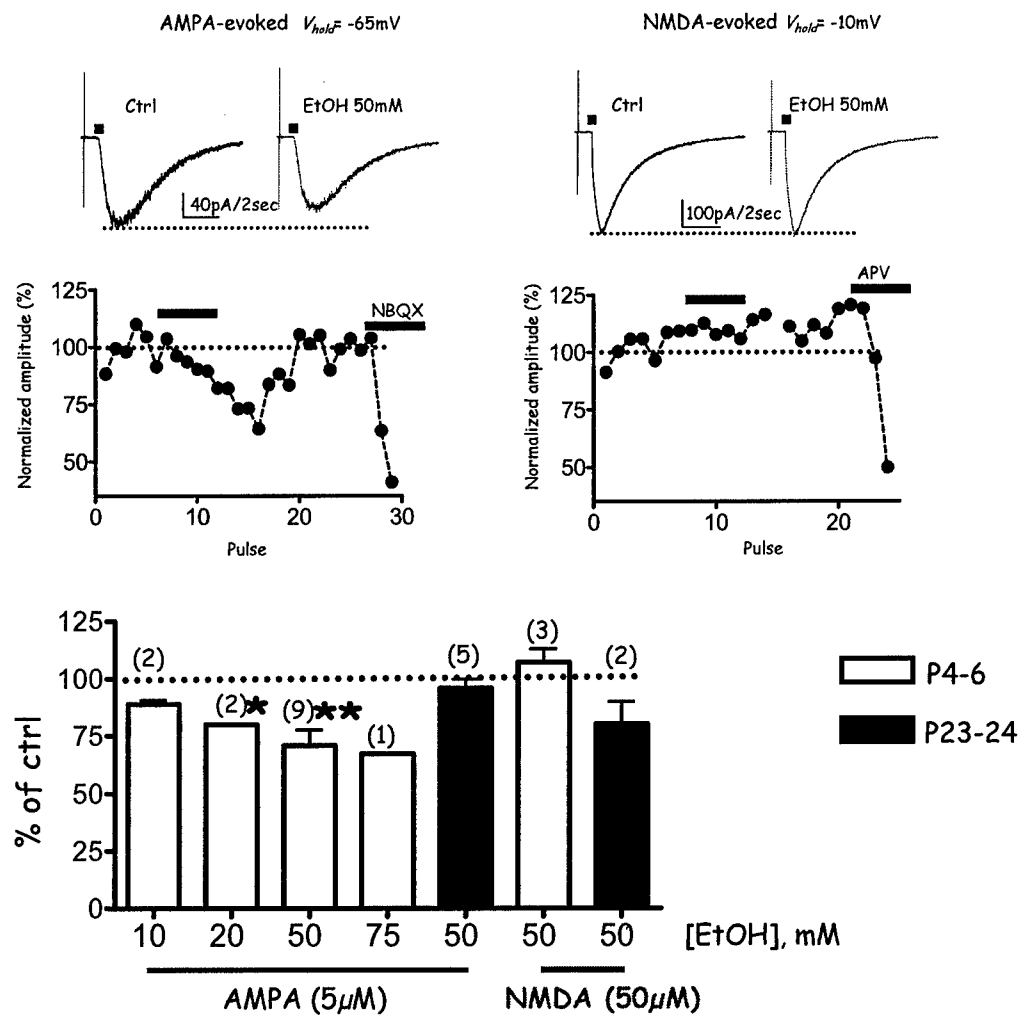 AMPA-evoked Vhold= -65mV
NMDA-evoked Vhold= -10mV
Ctrl
EtOH 50mM
Ctrl
EtOH 50mM
40pA/2sec
100pA/2sec
Normalized amplitude (%)
125
100
75
50
NBQX
0
10
20
30
Pulse
Normalized amplitude (%)
125
100
75
50
APV
0
10
20
Pulse
% of ctrl
125
100
75
50
25
0
(2)
(2)★
(9)★★
(1)
(5)
(3)
(2)
P4-6
P23-24
10 20 50 75 50 50 50 [EtOH], mM
AMPA (5µM)
NMDA (50µM)